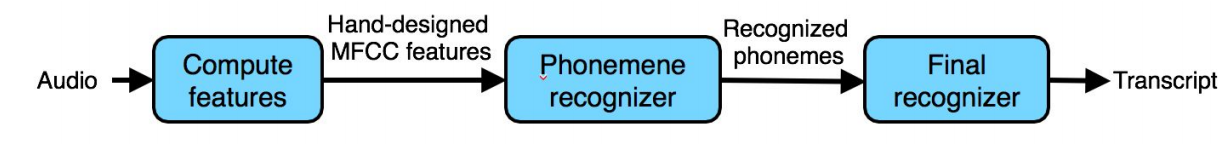 Audio
Compute
features
Hand-designed
MFCC features
Phonemene
recognizer
Recognized
phonemes
Final
recognizer
Transcript